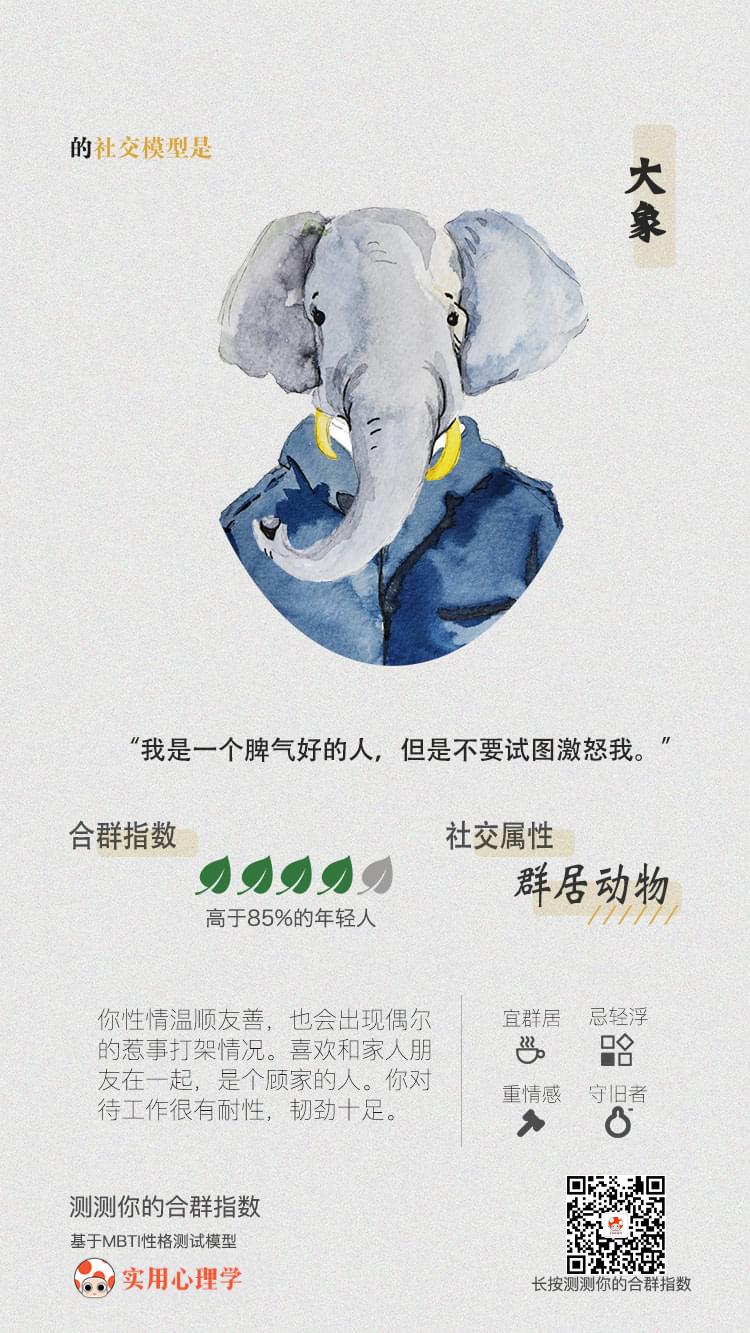 的社交模型是
大象
“我是一个脾气好的人，但是不要试图激怒我。”
合群指数
高于85%的年轻人
社交属性
群居动物
你性情温顺友善，也会出现偶尔
的惹事打架情况。喜欢和家人朋
友在一起，是个顾家的人。你对
待工作很有耐性，韧劲十足。
宜群居
忌轻浮
重情感
守旧者
测测你的合群指数
基于MBTI性格测试模型
实用心理学
长按测测你的合群指数